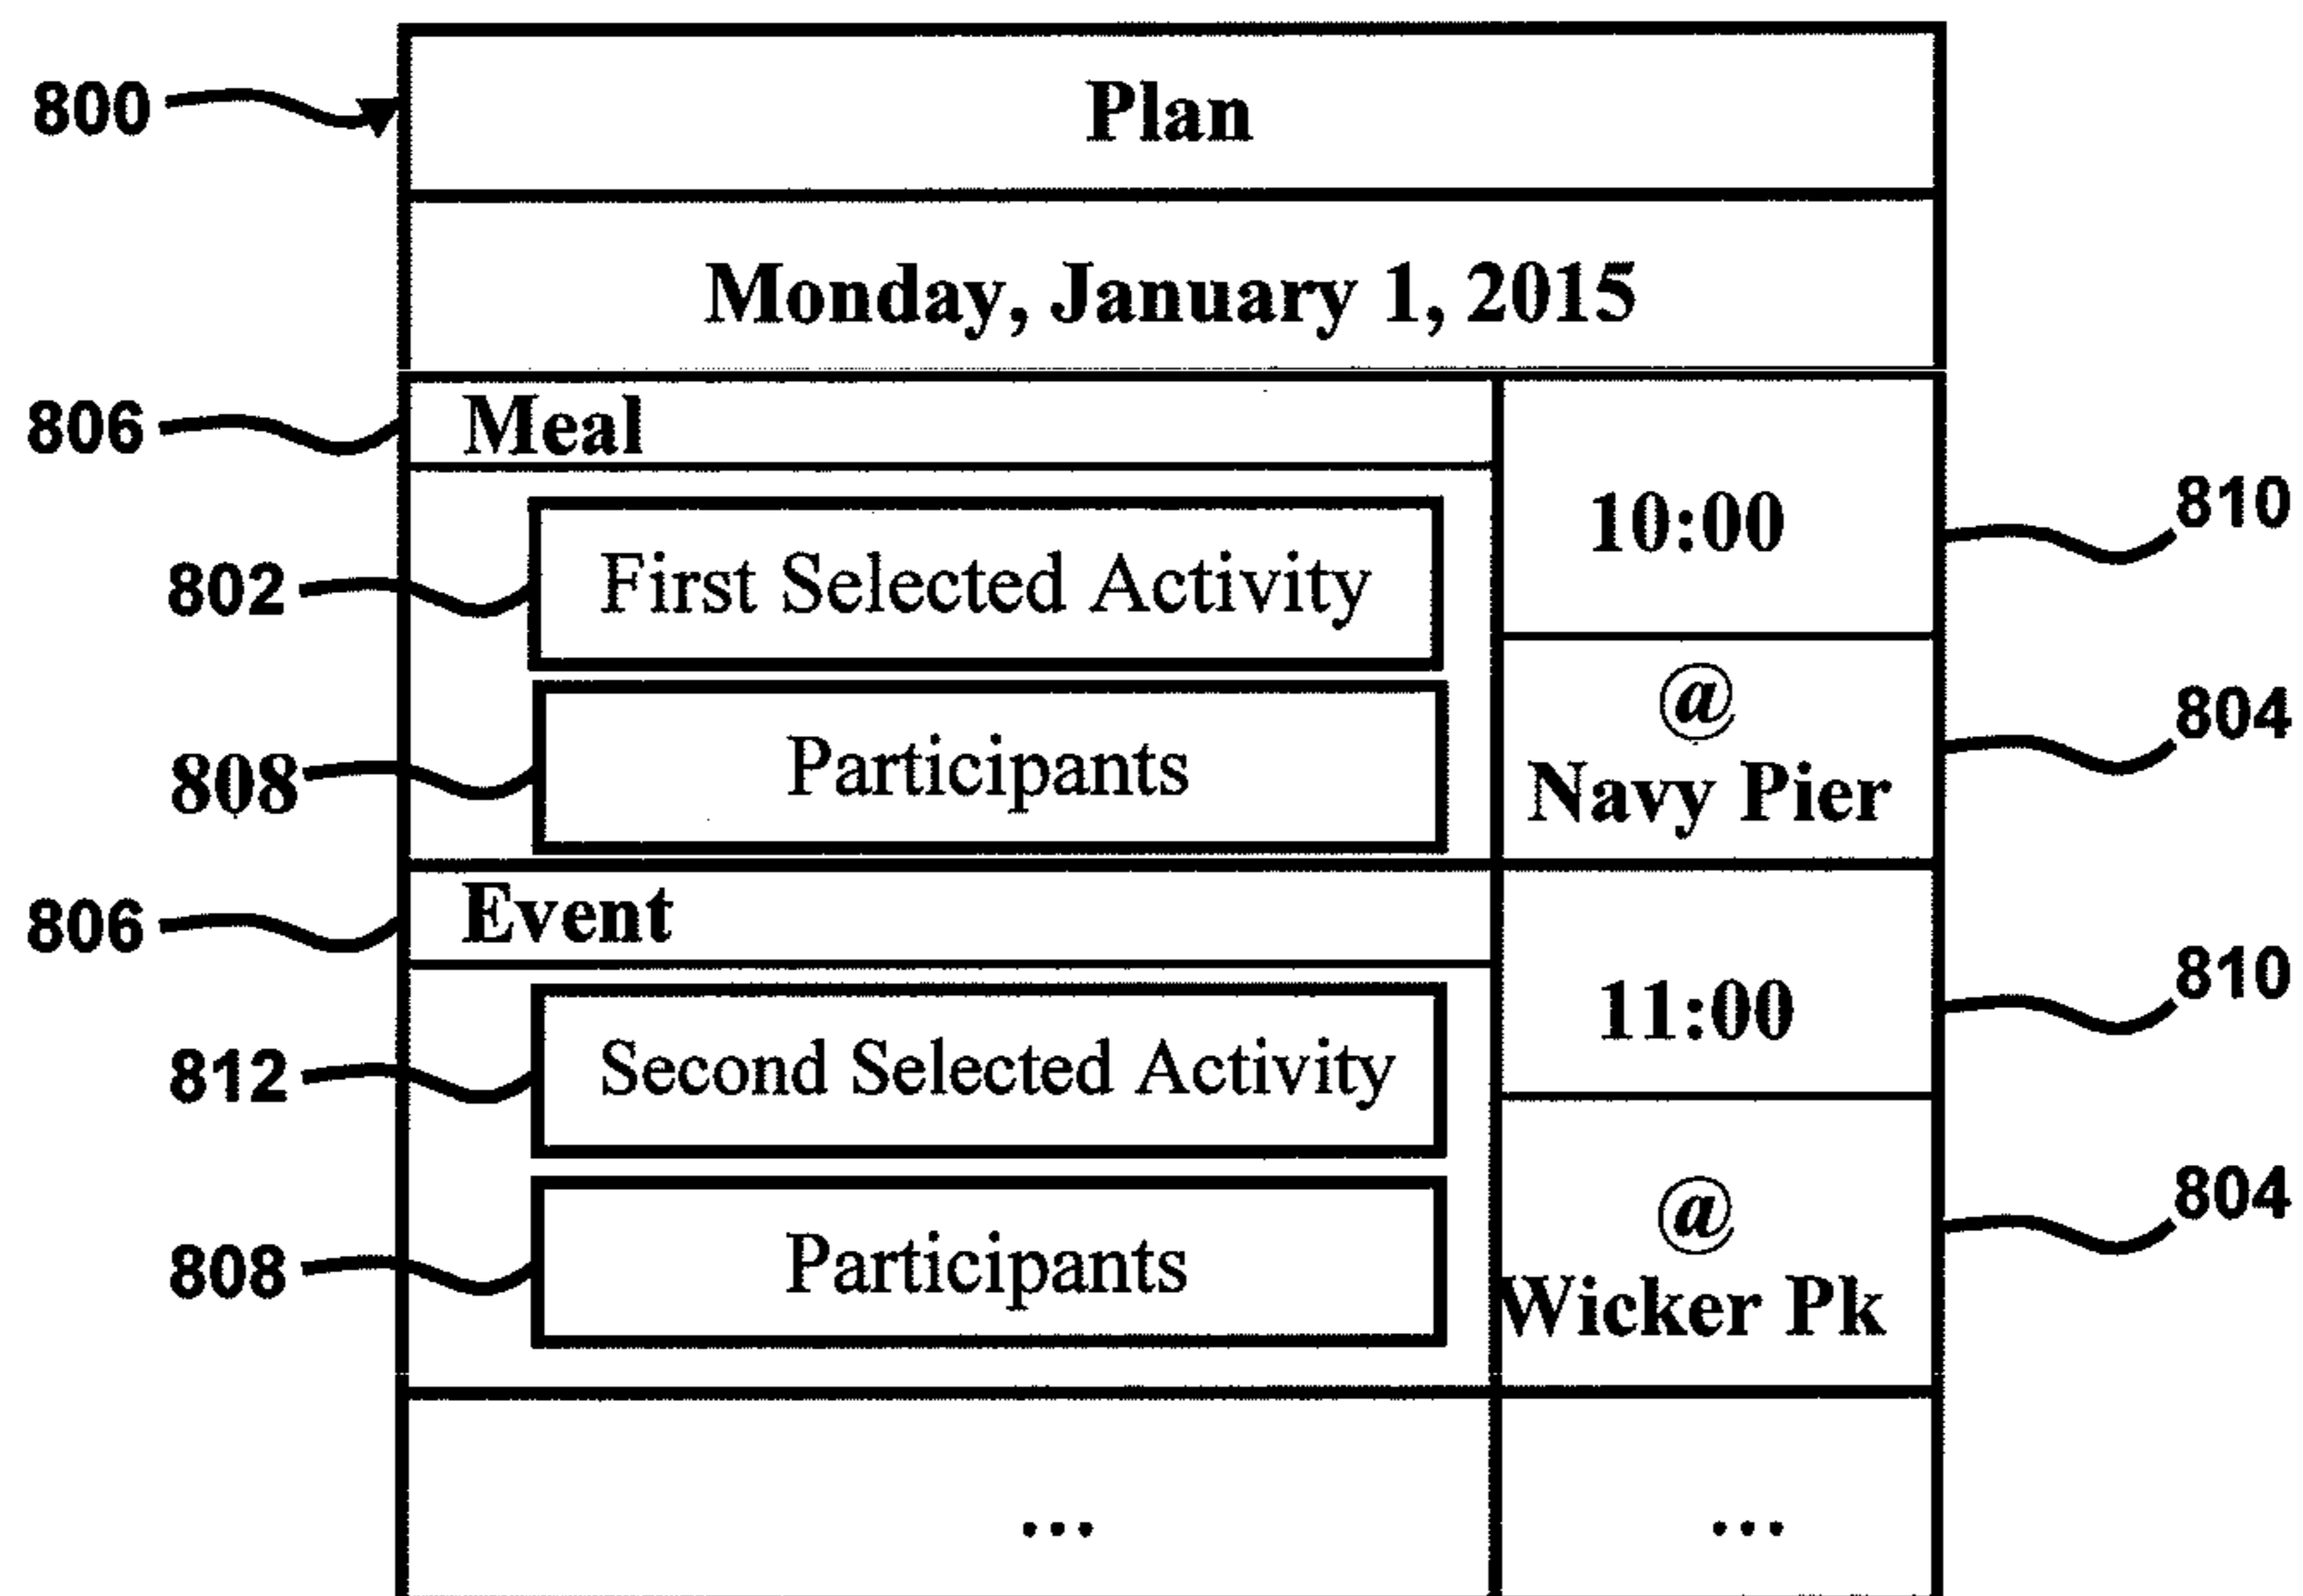 800
Plan
Monday, January 1, 2015
806
Meal
10:00
810
802
First Selected Activity
@
Navy Pier
804
808
Participants
806
Event
11:00
810
812
Second Selected Activity
@
Wicker Pk
804
808
Participants
...
...